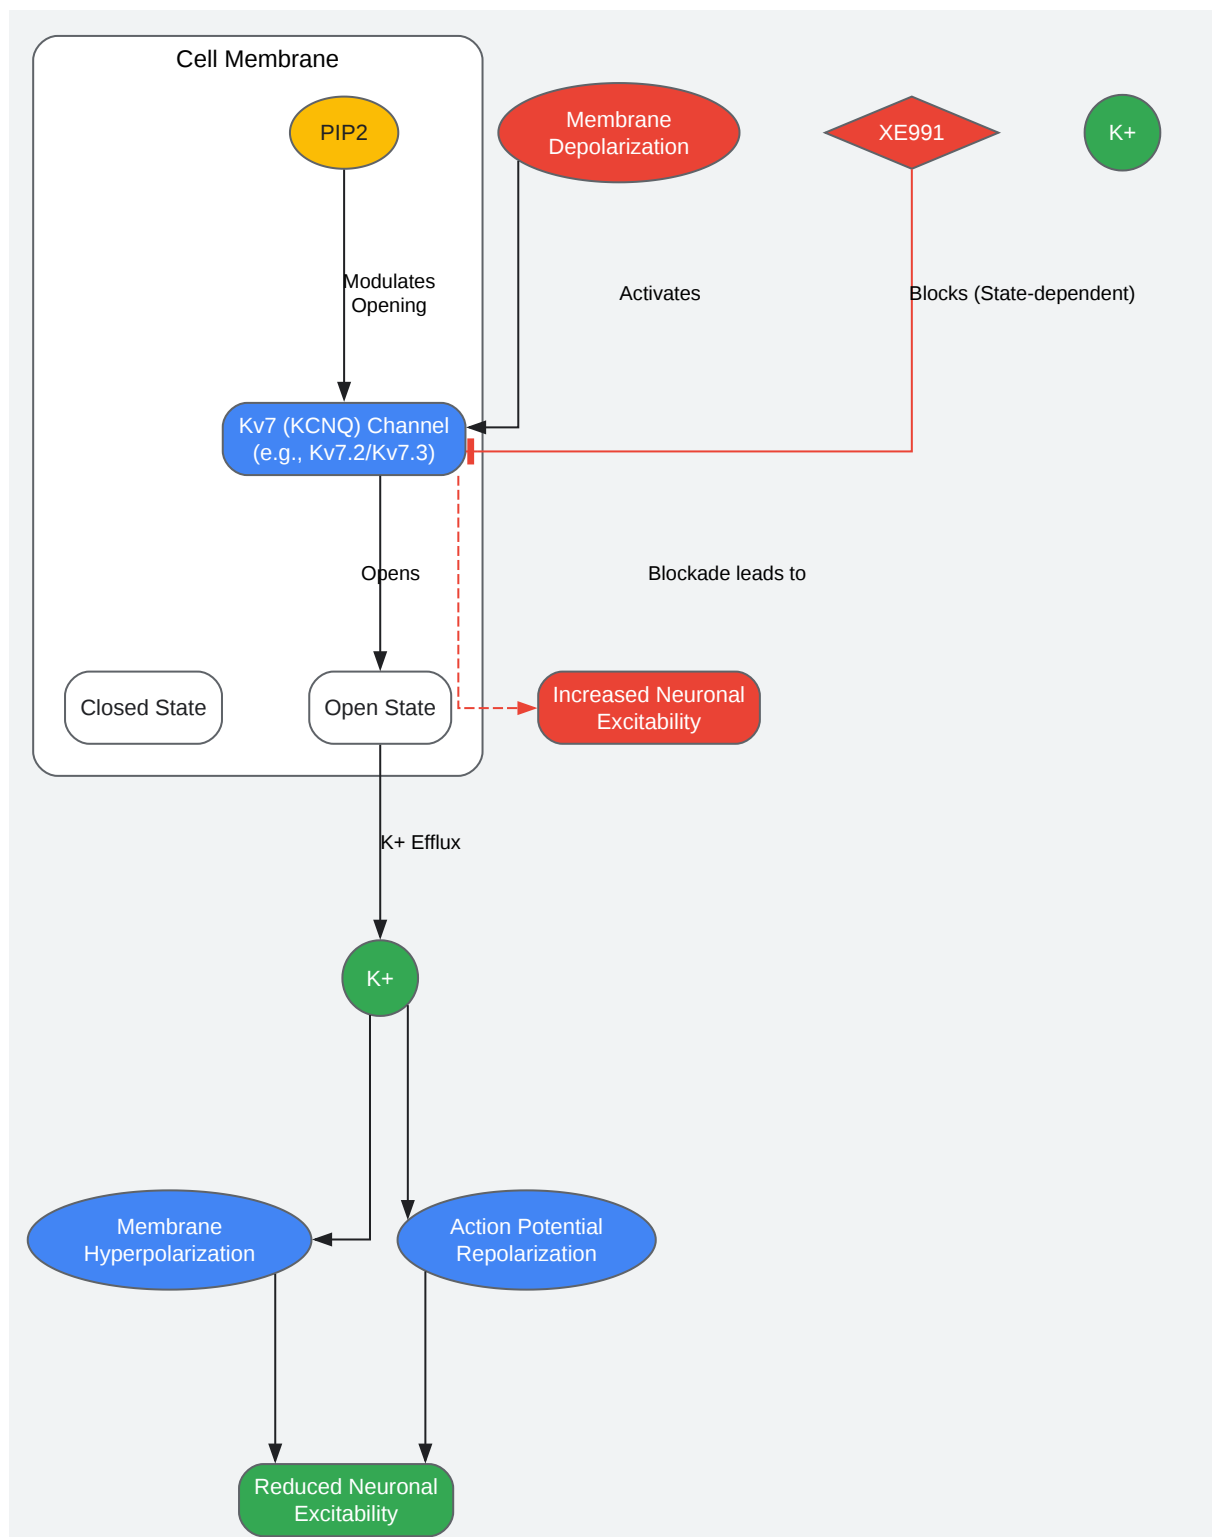 Cell Membrane
PIP2
Membrane
Depolarization
XE991
K+
Modulates
Opening
Activates
Blocks (State-dependent)
Kv7 (KCNQ) Channel
(e.g., Kv7.2/Kv7.3)
Opens
Blockade leads to
Closed State
Open State
Increased Neuronal
Excitability
K+ Efflux
K+
Membrane
Hyperpolarization
Action Potential
Repolarization
Reduced Neuronal
Excitability